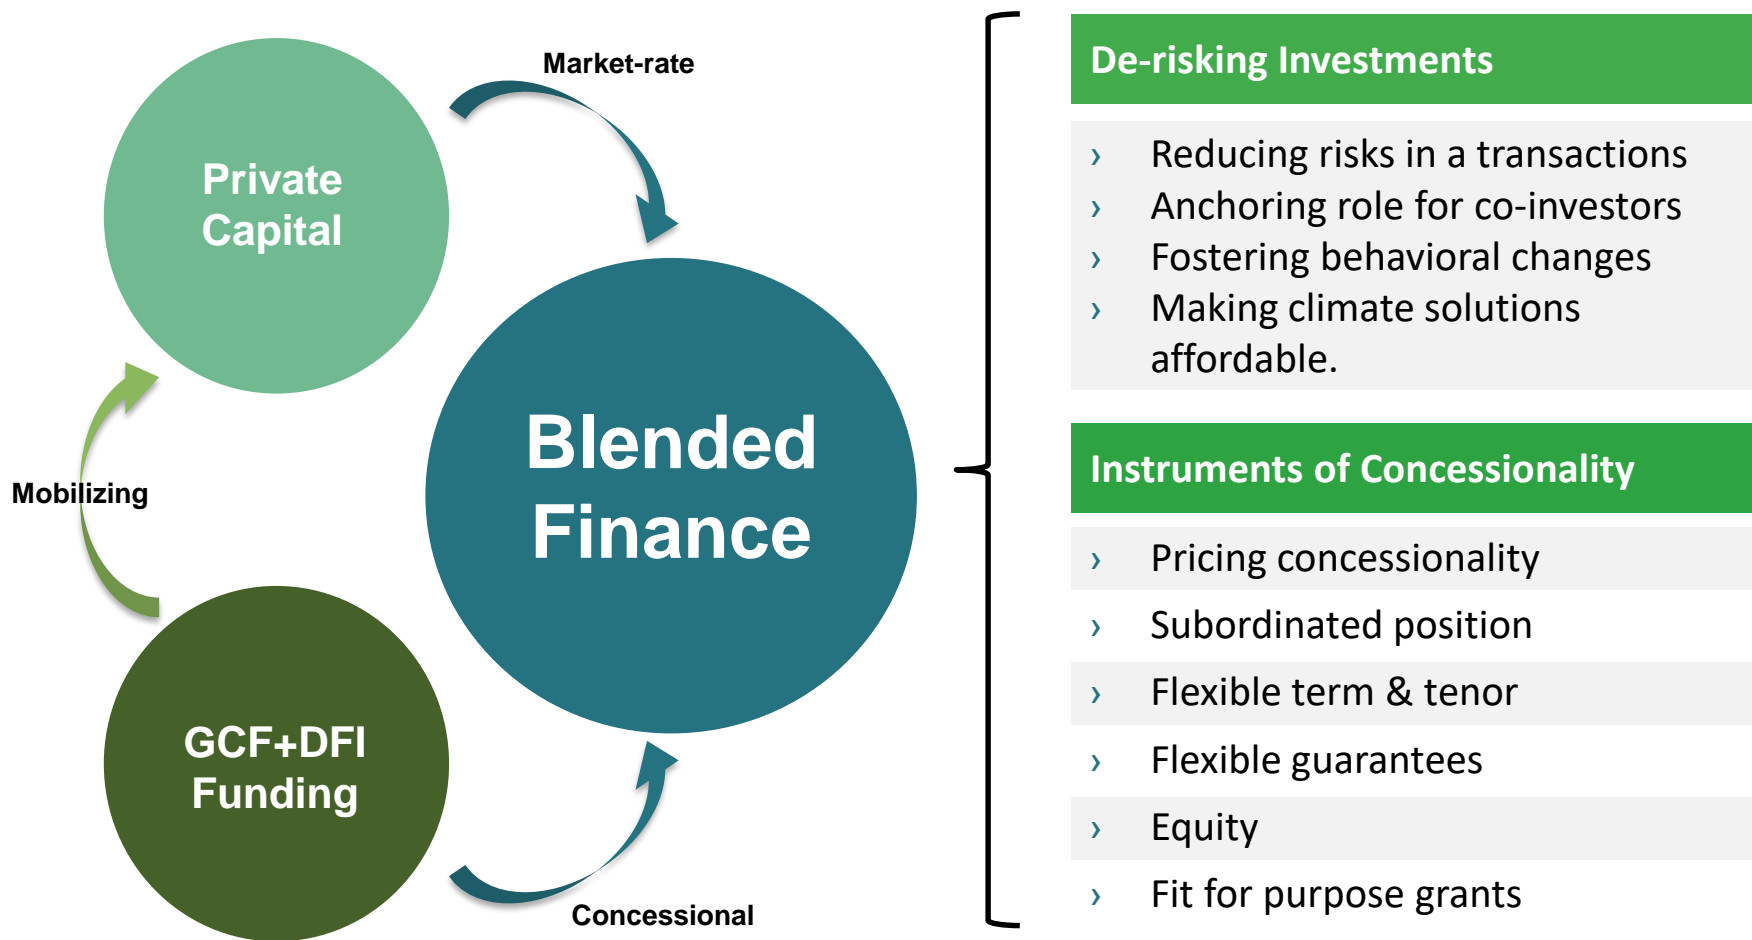 Market-rate
Private
Capital
Mobilizing
Blended
Finance
GCF+DFI
Funding
Concessional
De-risking Investments
› Reducing risks in a transactions
› Anchoring role for co-investors
› Fostering behavioral changes
› Making climate solutions
affordable.
Instruments of Concessionality
› Pricing concessionality
› Subordinated position
› Flexible term & tenor
› Flexible guarantees
› Equity
› Fit for purpose grants